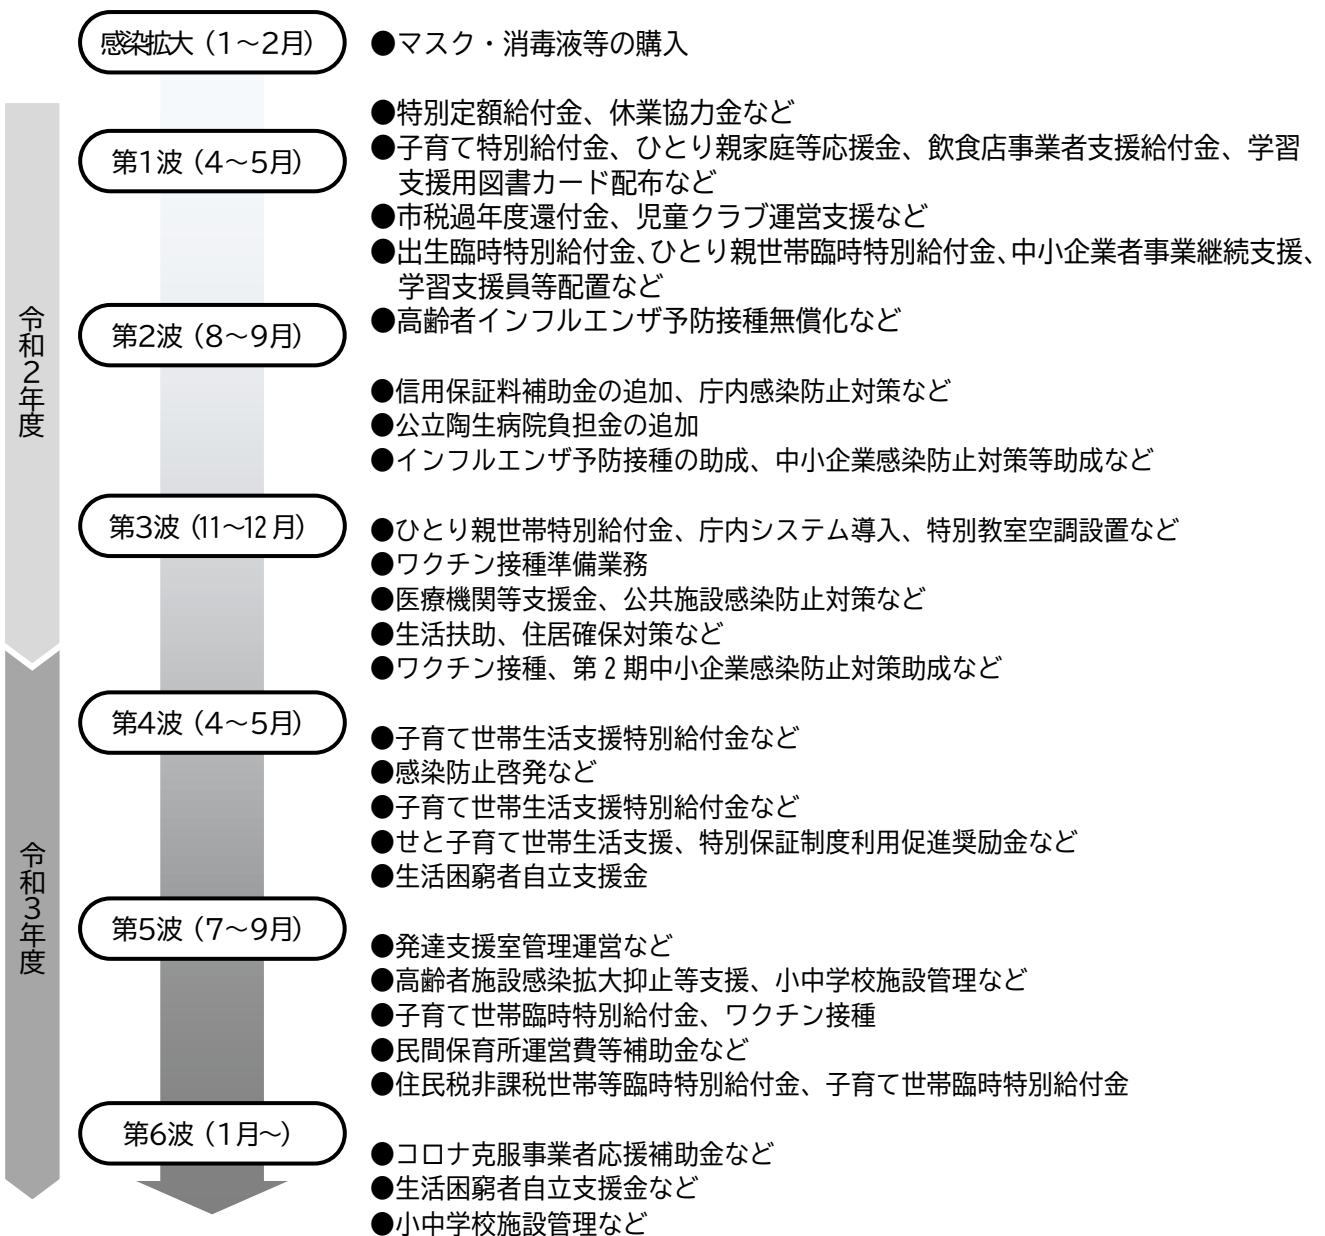 感染拡大（1～2月）
●マスク・消毒液等の購入
令和2年度
第1波（4～5月）
●特別定額給付金、休業協力金など
●子育て特別給付金、ひとり親家庭等応援金、飲食店事業者支援給付金、学習
支援用図書カード配布など
●市税過年度還付金、児童クラブ運営支援など
●出生臨時特別給付金、ひとり親世帯臨時特別給付金、中小企業者事業継続支援、
学習支援員等配置など
●高齢者インフルエンザ予防接種無償化など
第2波（8～9月）
●信用保証料補助金の追加、庁内感染防止対策など
●公立陶生病院負担金の追加
●インフルエンザ予防接種の助成、中小企業感染防止対策等助成など
第3波（11～12月）
●ひとり親世帯特別給付金、庁内システム導入、特別教室空調設置など
●ワクチン接種準備業務
●医療機関等支援金、公共施設感染防止対策など
●生活扶助、住居確保対策など
●ワクチン接種、第2期中小企業感染防止対策助成など
令和3年度
第4波（4～5月）
●子育て世帯生活支援特別給付金など
●感染防止啓発など
●子育て世帯生活支援特別給付金など
●せと子育て世帯生活支援、特別保証制度利用促進奨励金など
●生活困窮者自立支援金
第5波（7～9月）
●発達支援室管理運営など
●高齢者施設感染拡大抑止等支援、小中学校施設管理など
●子育て世帯臨時特別給付金、ワクチン接種
●民間保育所運営費等補助金など
●住民税非課税世帯等臨時特別給付金、子育て世帯臨時特別給付金
第6波（1月～）
●コロナ克服事業者応援補助金など
●生活困窮者自立支援金など
●小中学校施設管理など